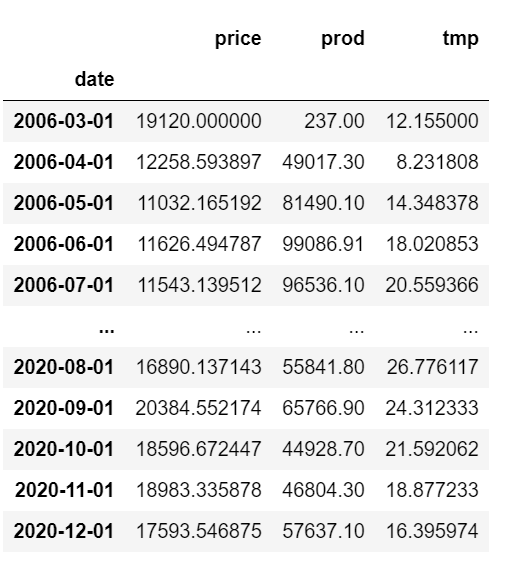 price prod tmp
date
2006-03-01 19120.000000 237.00 12.155000
2006-04-01 12258.593897 49017.30 8.231808
2006-05-01 11032.165192 81490.10 14.348378
2006-06-01 11626.494787 99086.91 18.020853
2006-07-01 11543.139512 96536.10 20.559366
... ... ... ...
2020-08-01 16890.137143 55841.80 26.776117
2020-09-01 20384.552174 65766.90 24.312333
2020-10-01 18596.672447 44928.70 21.592062
2020-11-01 18983.335878 46804.30 18.877233
2020-12-01 17593.546875 57637.10 16.395974